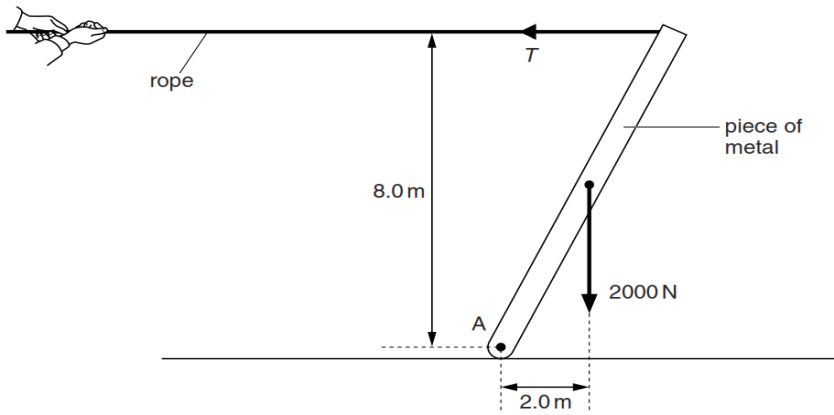 T
rope
piece of
metal
8.0 m
2000 N
A
2.0 m